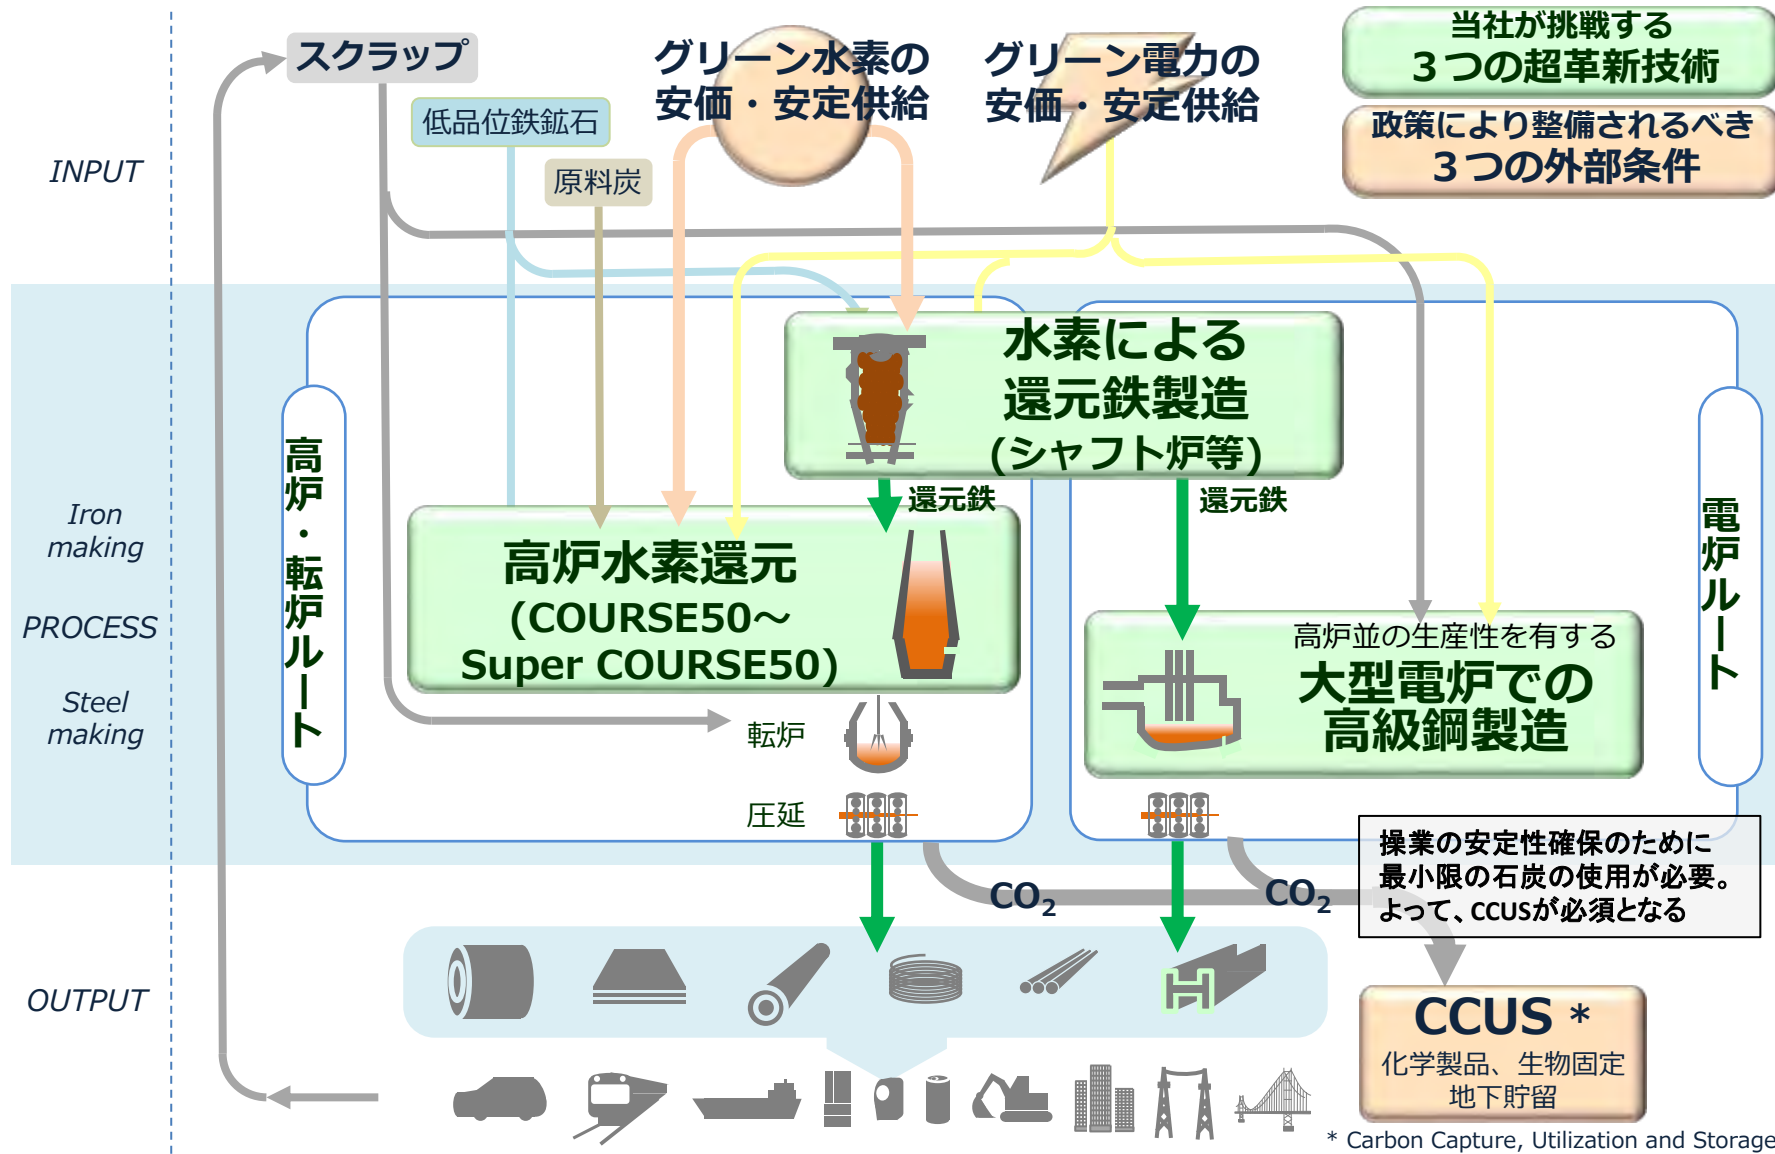 スクラップ
グリーン水素の
安価・安定供給
グリーン電力の
安価・安定供給
当社が挑戦する
３つの超革新技術
政策により整備されるべき
３つの外部条件
低品位鉄鉱石
原料炭
INPUT
水素による
還元鉄製造
(シャフト炉等)
還元鉄
還元鉄
高炉・転炉ルート
電炉ルート
Iron
making
PROCESS
Steel
making
高炉水素還元
(COURSE50～
Super COURSE50)
高炉並の生産性を有する
大型電炉での
高級鋼製造
転炉
圧延
操業の安定性確保のために
最小限の石炭の使用が必要。
よって、CCUSが必須となる
CO2
CO2
OUTPUT
CCUS *
化学製品、生物固定
地下貯留
* Carbon Capture, Utilization and Storage